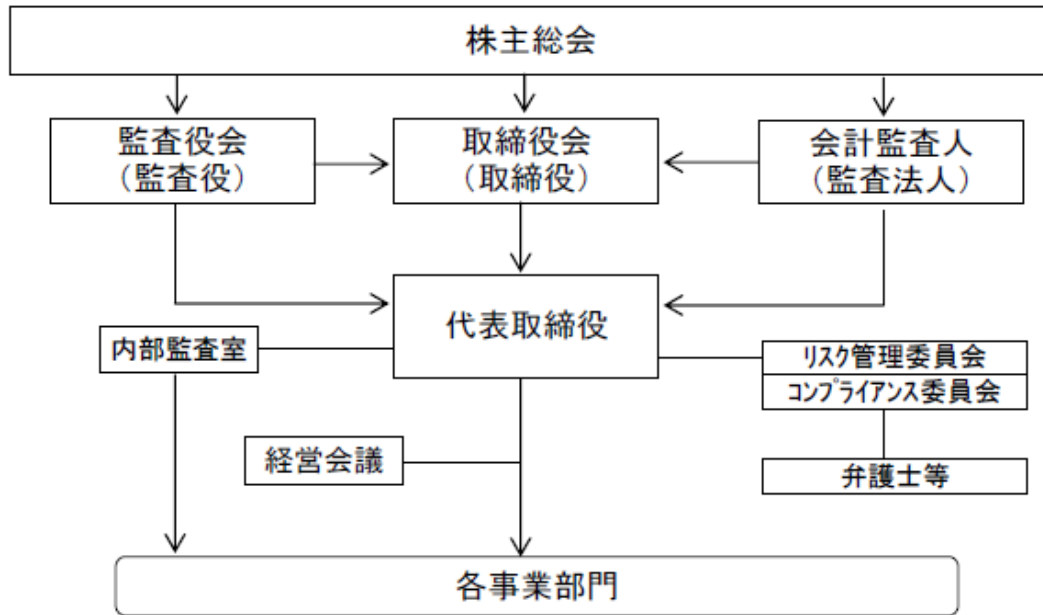 株主総会
監査役会
（監査役）
取締役会
（取締役）
会計監査人
（監査法人）
代表取締役
内部監査室
リスク管理委員会
コンプライアンス委員会
経営会議
弁護士等
各事業部門